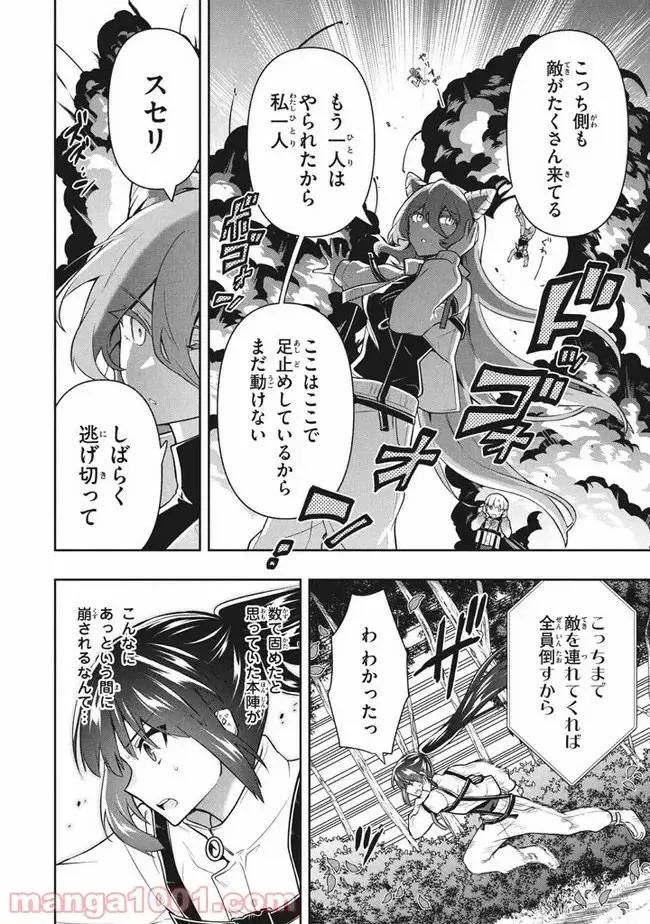 こっち側も
敵がたくさん来てる
もう一人は
やられたから
私一人
ここはここで
足止めしているから
まだ動けない
スセリ
しばらく
逃げ切って
こっちまで
敵を連れてくれば
全員倒すから
わ わかったっ
数で固めたと
思っていた本陣が
こんなに
あっという間に
崩されるなんて…
manga1001.com